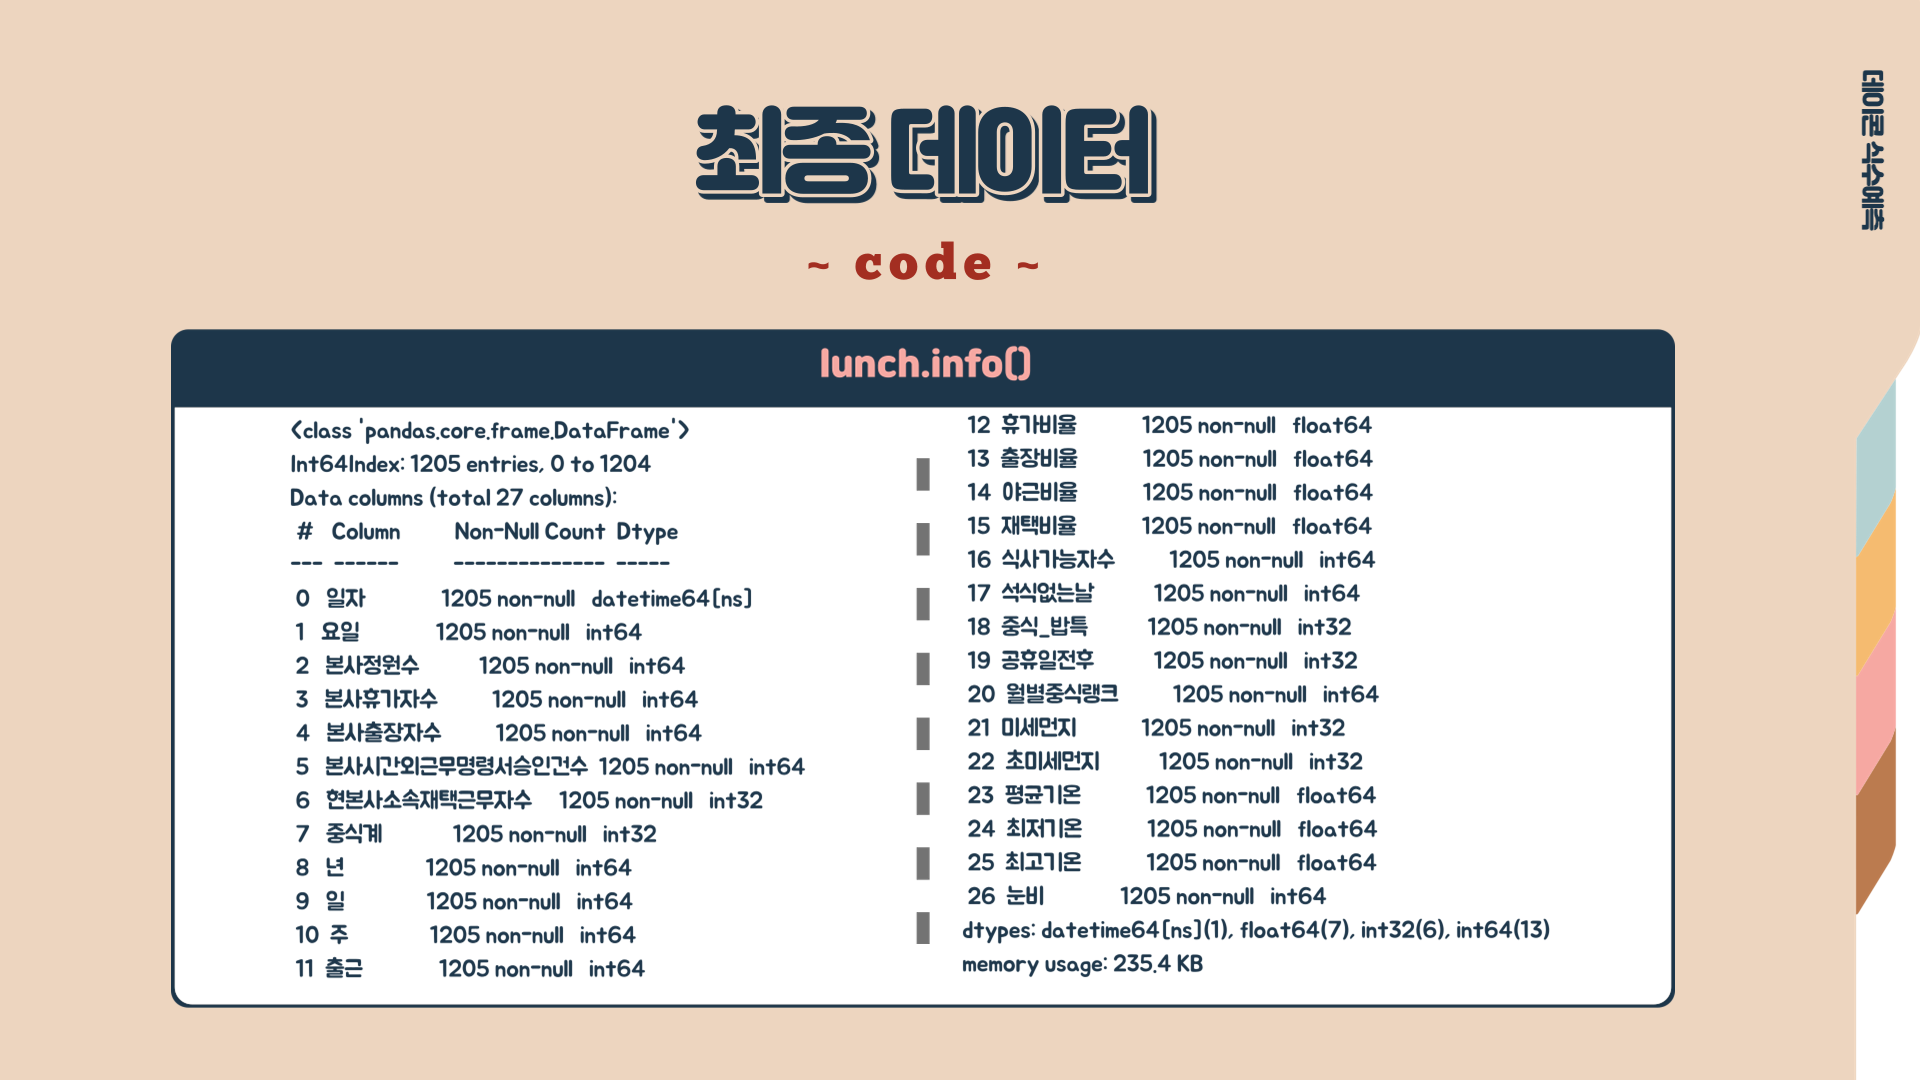 최종 데이터
~ code ~
데이콘 식수예측
lunch.info()
<class 'pandas.core.frame.DataFrame'>
Int64Index: 1205 entries, 0 to 1204
Data columns (total 27 columns):
# Column Non-Null Count Dtype
--- ------ -------------- -----
0 일자 1205 non-null datetime64[ns]
1 요일 1205 non-null int64
2 본사정원수 1205 non-null int64
3 본사휴가자수 1205 non-null int64
4 본사출장자수 1205 non-null int64
5 본사시간외근무명령서승인건수 1205 non-null int64
6 현본사소속재택근무자수 1205 non-null int32
7 중식계 1205 non-null int32
8 년 1205 non-null int64
9 일 1205 non-null int64
10 주 1205 non-null int64
11 출근 1205 non-null int64
12 휴가비율 1205 non-null float64
13 출장비율 1205 non-null float64
14 야근비율 1205 non-null float64
15 재택비율 1205 non-null float64
16 식사가능자수 1205 non-null int64
17 석식없는날 1205 non-null int64
18 중식_밥특 1205 non-null int32
19 공휴일전후 1205 non-null int32
20 월별중식랭크 1205 non-null int64
21 미세먼지 1205 non-null int32
22 초미세먼지 1205 non-null int32
23 평균기온 1205 non-null float64
24 최저기온 1205 non-null float64
25 최고기온 1205 non-null float64
26 눈비 1205 non-null int64
dtypes: datetime64[ns](1), float64(7), int32(6), int64(13)
memory usage: 235.4 KB